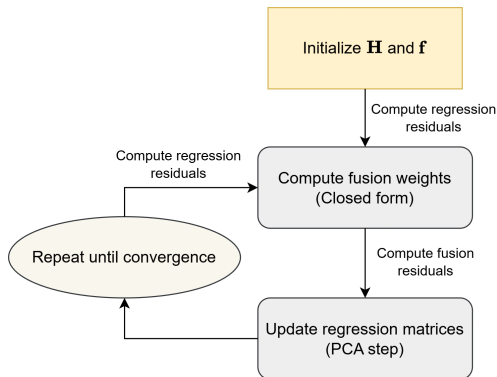 Initialize H and f
Compute regression
residuals
Compute regression
residuals
Compute fusion weights
(Closed form)
Repeat until convergence
Compute fusion
residuals
Update regression matrices
(PCA step)